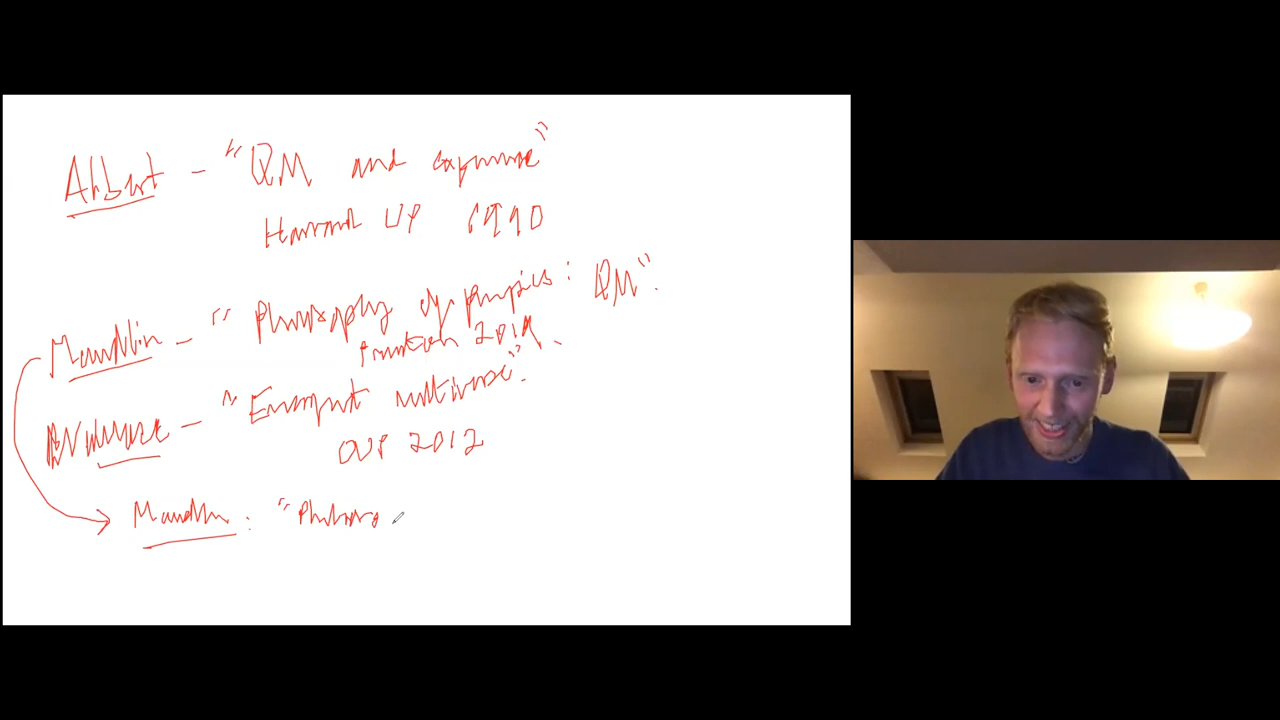 Albert - "QM and experience"
Harvard UP 1990
Maudlin - "Philosophy of physics: QM".
Princeton 2019.
Wallace - "Emergent multiverse".
OUP 2012
Maudlin: "Philoso